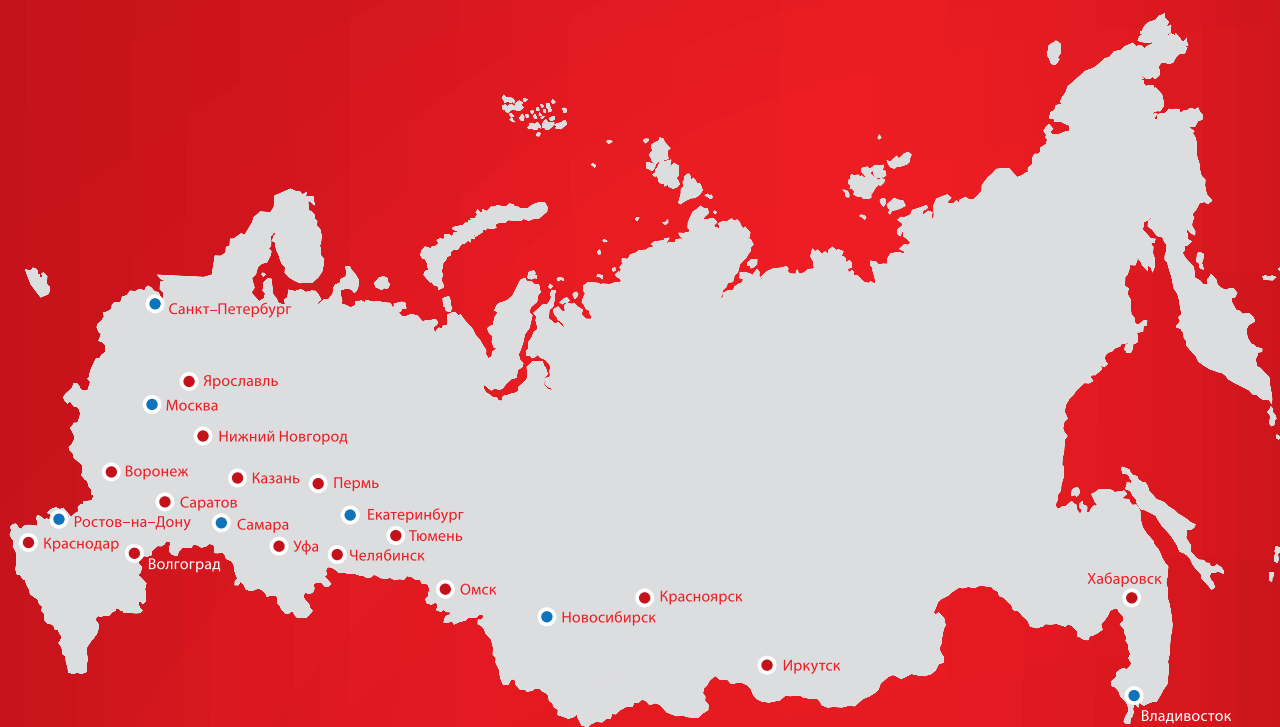 Санкт–Петербург
Ярославль
Москва
Нижний Новгород
Воронеж
Казань
Пермь
Саратов
Екатеринбург
Ростов–на–Дону
Самара
Тюмень
Краснодар
Уфа
Челябинск
Волгоград
Хабаровск
Омск
Красноярск
Новосибирск
Иркутск
Владивосток